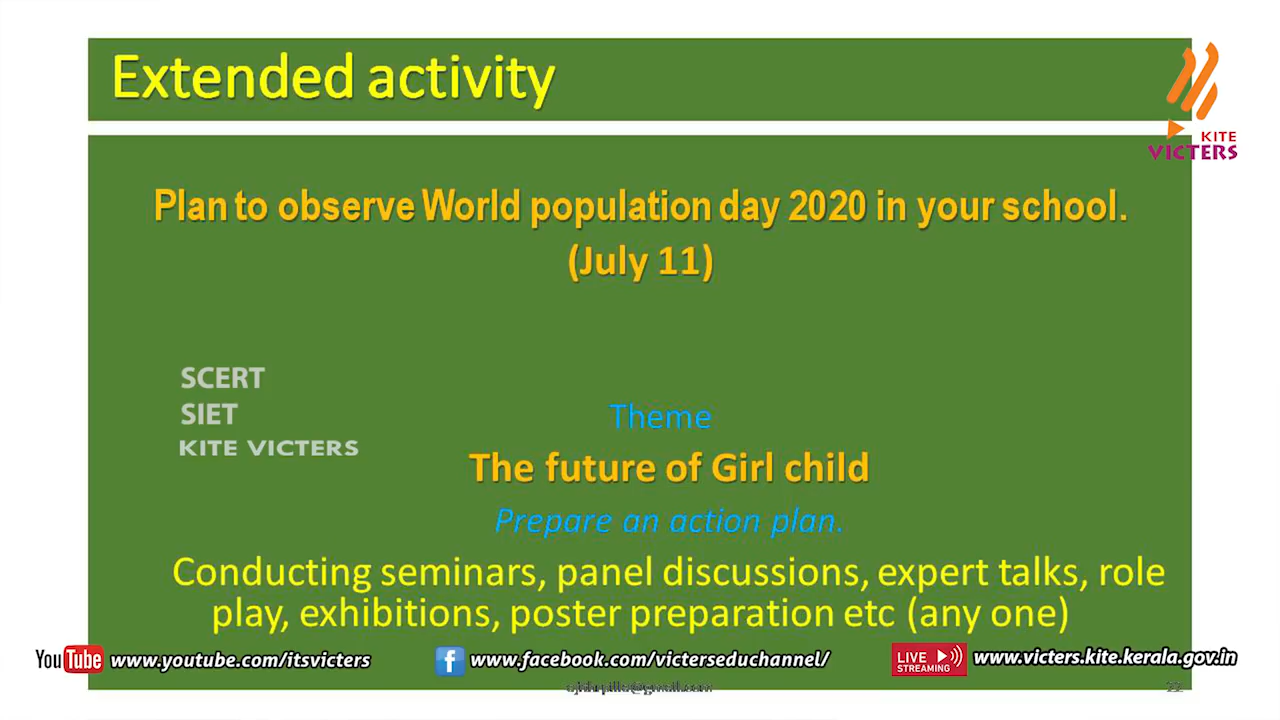 Extended activity
KITE
VICTERS
Plan to observe World population day 2020 in your school.
(July 11)
SCERT
SIET
KITE VICTERS
Theme
The future of Girl child
Prepare an action plan.
Conducting seminars, panel discussions, expert talks, role
play, exhibitions, poster preparation etc (any one)
YouTube www.youtube.com/itsvicters
f www.facebook.com/victerseduchannel/
LIVE STREAMING www.victers.kite.kerala.gov.in
22